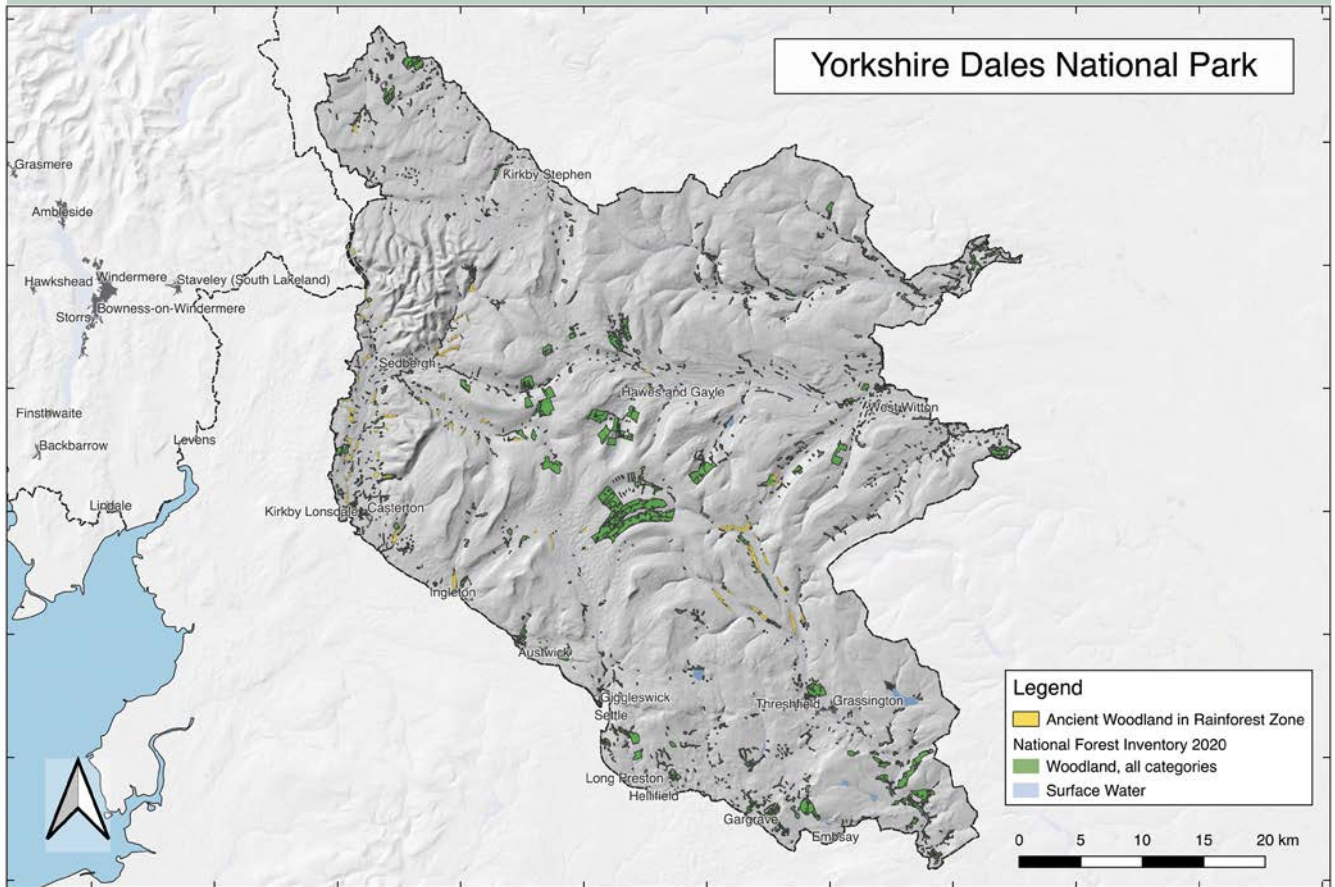 Yorkshire Dales National Park
Grasmere
Kirkby Stephen
Ambleside
Hawkshead
Windermere
Staveley (South Lakeland)
Bowness-on-Windermere
Storrs
Sedbergh
Hawes and Gayle
West Witton
Finsthwaite
Backbarrow
Levens
Lindale
Kirkby Lonsdale
Casterton
Ingleton
Austwick
Giggleswick
Settle
Threshfield
Grassington
Long Preston
Hellifield
Gargrave
Embsay
Legend
Ancient Woodland in Rainforest Zone
National Forest Inventory 2020
Woodland, all categories
Surface Water
0 5 10 15 20 km